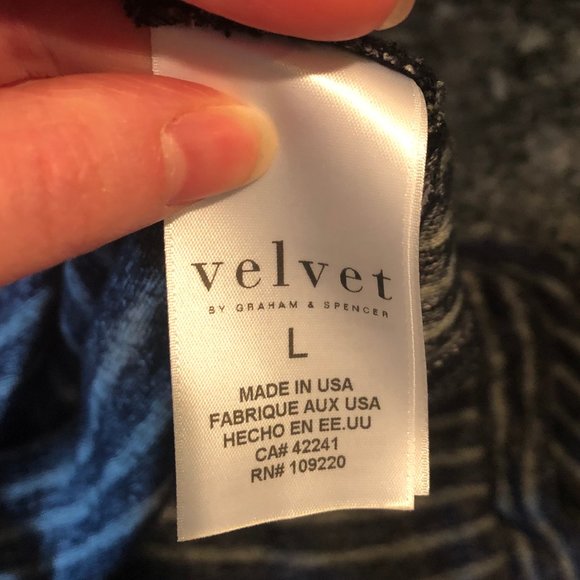 velvet
BY GRAHAM & SPENCER
L
MADE IN USA
FABRIQUE AUX USA
HECHO EN EE.UU
CA# 42241
RN# 109220